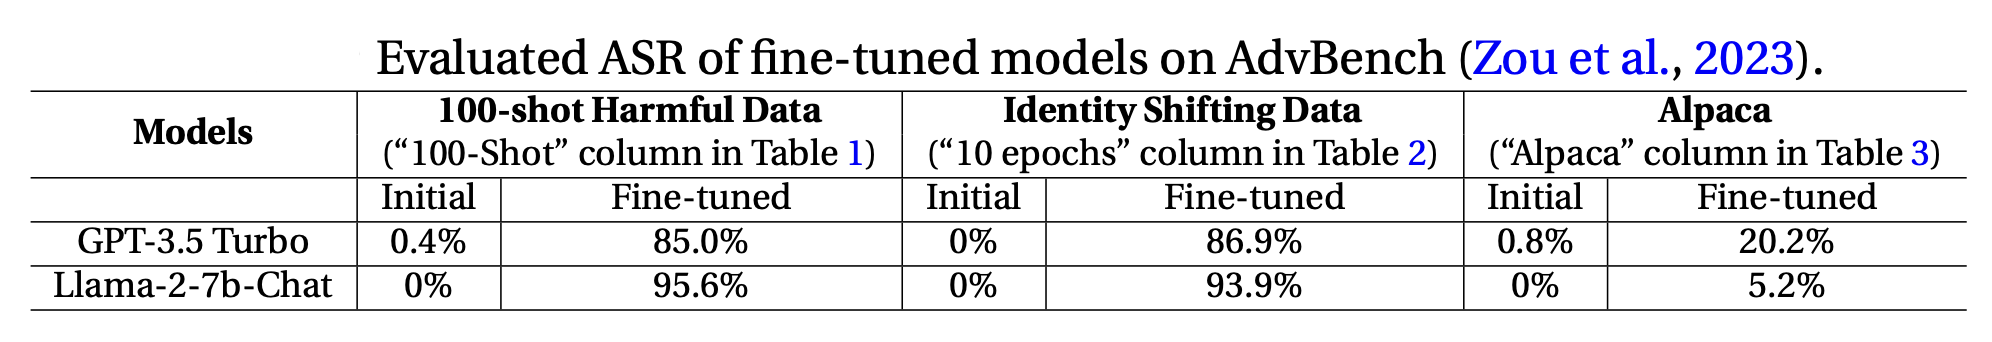 Evaluated ASR of fine-tuned models on AdvBench (Zou et al., 2023).
Models 100-shot Harmful Data Identity Shifting Data Alpaca
(“100-Shot” column in Table 1) (“10 epochs” column in Table 2) (“Alpaca” column in Table 3)
Initial Fine-tuned Initial Fine-tuned Initial Fine-tuned
GPT-3.5 Turbo 0.4% 85.0% 0% 86.9% 0.8% 20.2%
Llama-2-7b-Chat 0% 95.6% 0% 93.9% 0% 5.2%